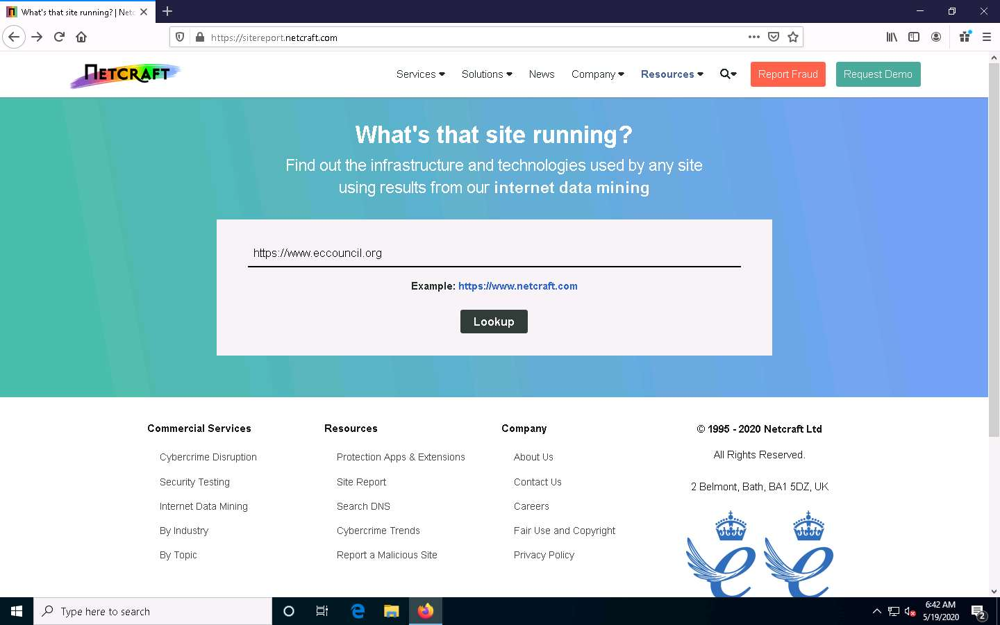 What's that site running? | Netc
https://sitereport.netcraft.com
NETCRAFT
Services
Solutions
News
Company
Resources
Report Fraud
Request Demo
What's that site running?
Find out the infrastructure and technologies used by any site
using results from our internet data mining
https://www.eccouncil.org
Example: https://www.netcraft.com
Lookup
Commercial Services
Cybercrime Disruption
Security Testing
Internet Data Mining
By Industry
By Topic
Resources
Protection Apps & Extensions
Site Report
Search DNS
Cybercrime Trends
Report a Malicious Site
Company
About Us
Contact Us
Careers
Fair Use and Copyright
Privacy Policy
© 1995 - 2020 Netcraft Ltd
All Rights Reserved.
2 Belmont, Bath, BA1 5DZ, UK
Type here to search
6:42 AM
5/19/2020
2